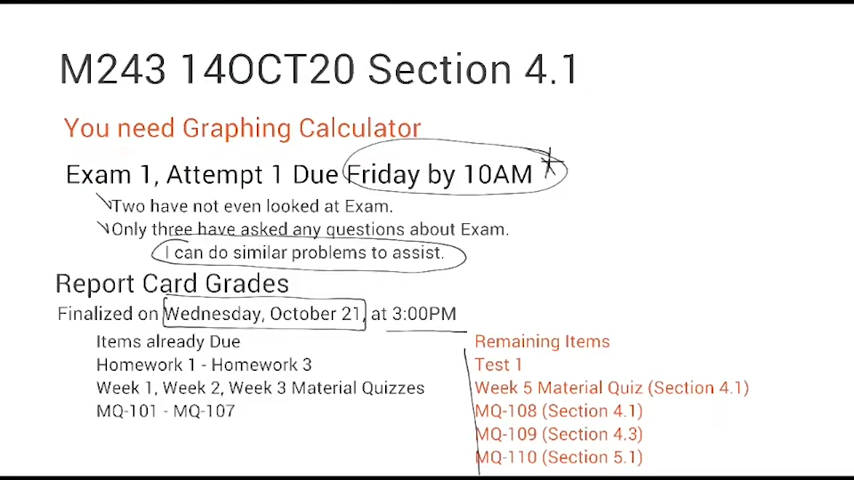 M243 14OCT20 Section 4.1
You need Graphing Calculator
Exam 1, Attempt 1 Due Friday by 10AM *
Two have not even looked at Exam.
Only three have asked any questions about Exam.
I can do similar problems to assist.
Report Card Grades
Finalized on Wednesday, October 21, at 3:00PM
Items already Due
Homework 1 - Homework 3
Week 1, Week 2, Week 3 Material Quizzes
MQ-101 - MQ-107
Remaining Items
Test 1
Week 5 Material Quiz (Section 4.1)
MQ-108 (Section 4.1)
MQ-109 (Section 4.3)
MQ-110 (Section 5.1)